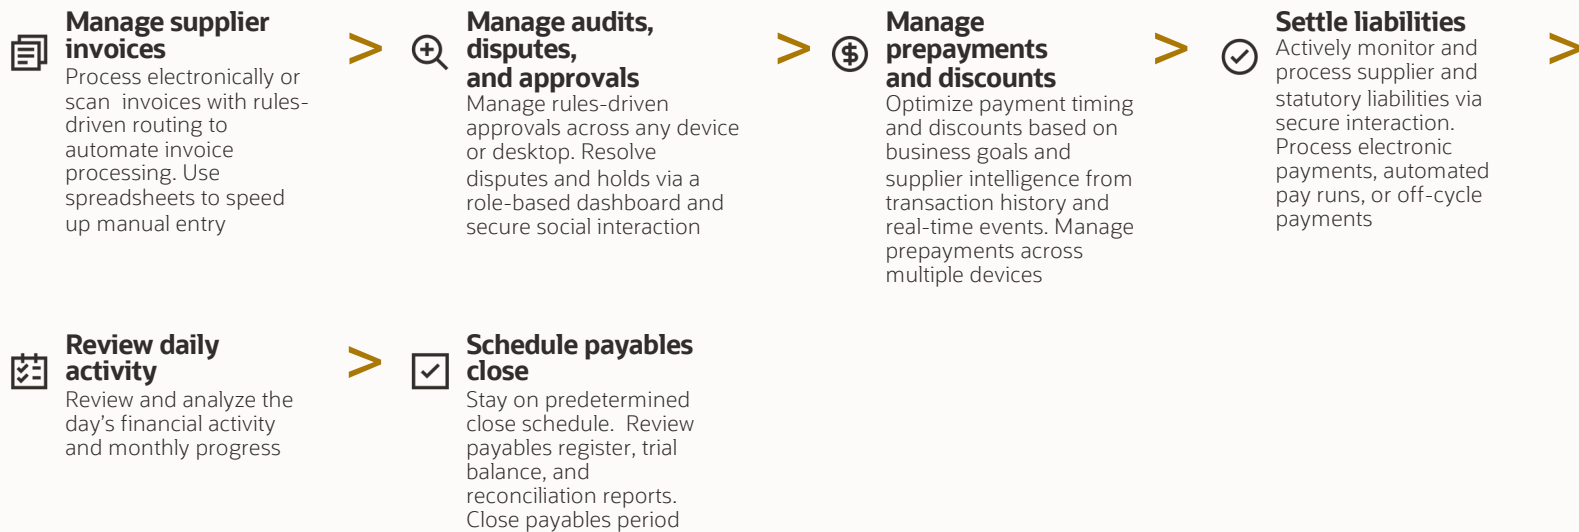 Manage supplier
invoices
Process electronically or
scan  invoices with rules-
driven routing to
automate invoice
processing. Use
spreadsheets to speed
up manual entry
>
Manage audits,
disputes,
and approvals
Manage rules-driven
approvals across any device
or desktop. Resolve
disputes and holds via a
role-based dashboard and
secure social interaction
>
Manage
prepayments
and discounts
Optimize payment timing
and discounts based on
business goals and
supplier intelligence from
transaction history and
real-time events. Manage
prepayments across
multiple devices
>
Settle liabilities
Actively monitor and
process supplier and
statutory liabilities via
secure interaction.
Process electronic
payments, automated
pay runs, or off-cycle
payments
>
Review daily
activity
Review and analyze the
day’s financial activity
and monthly progress
>
Schedule payables
close
Stay on predetermined
close schedule.  Review
payables register, trial
balance, and
reconciliation reports.
Close payables period